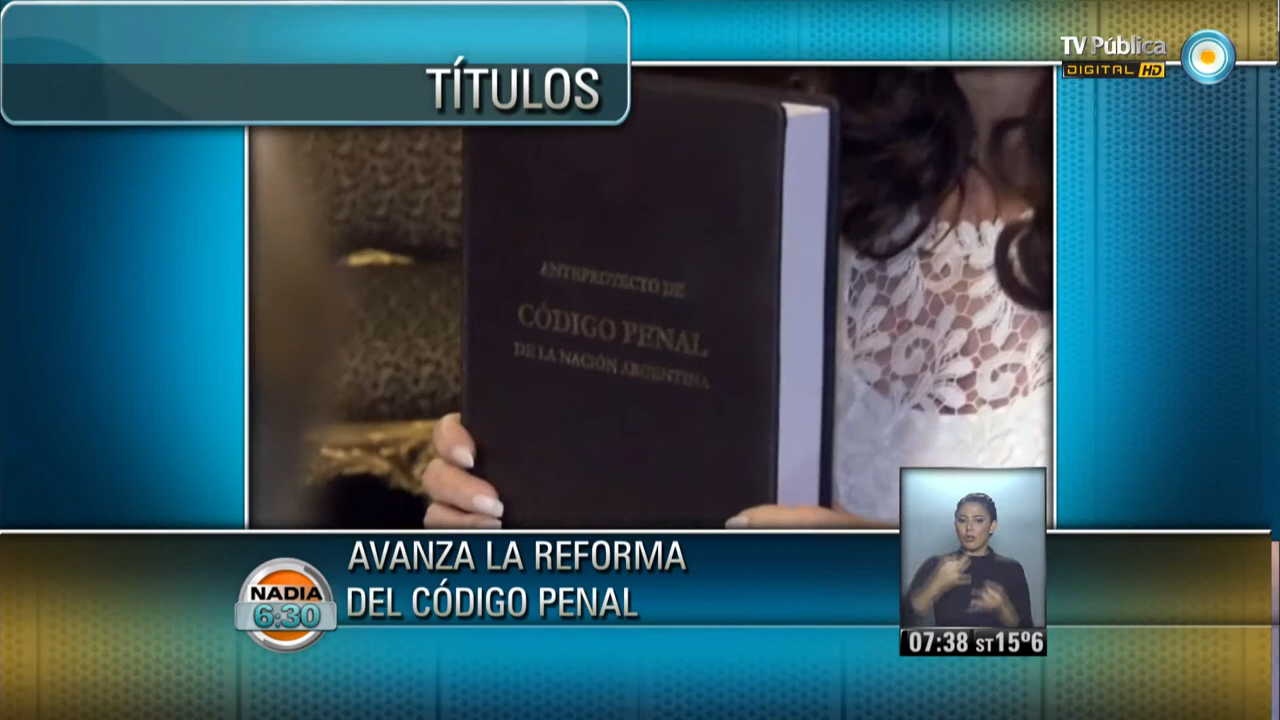 TÍTULOS
TV Pública
DIGITAL HD
ANTEPROYECTO DE
CÓDIGO PENAL
DE LA NACIÓN ARGENTINA
AVANZA LA REFORMA
DEL CÓDIGO PENAL
NADIA
6:30
07:38 ST15º6